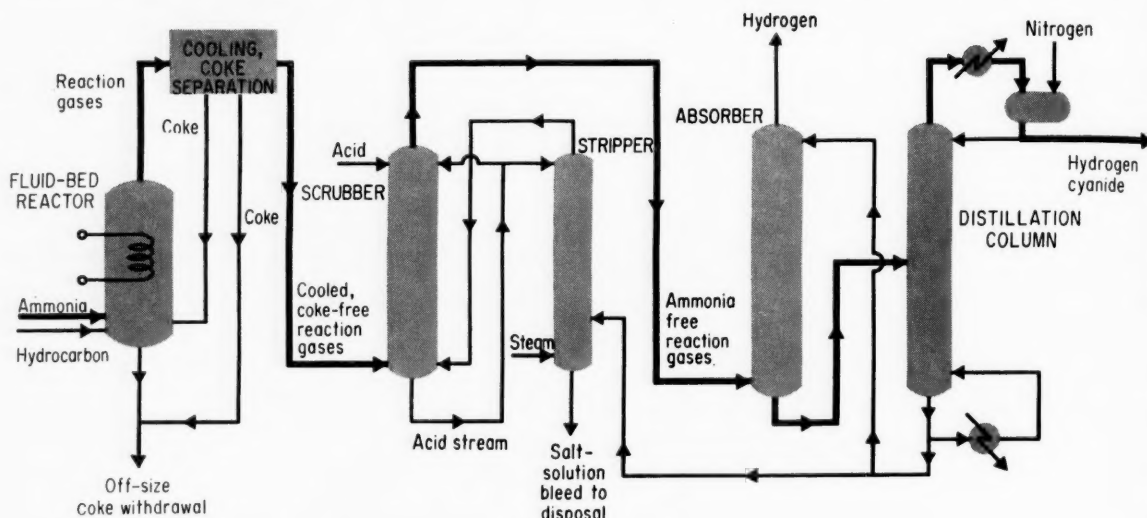 Reaction
gases
COOLING,
COKE
SEPARATION
Coke
Coke
FLUID-BED
REACTOR
Ammonia
Hydrocarbon
Off-size
coke withdrawal
Acid
SCRUBBER
STRIPPER
Cooled,
coke-free
reaction
gases
Steam
Acid stream
Salt-
solution
bleed to
disposal
Hydrogen
ABSORBER
Ammonia
free
reaction
gases.
Nitrogen
Hydrogen
cyanide
DISTILLATION
COLUMN